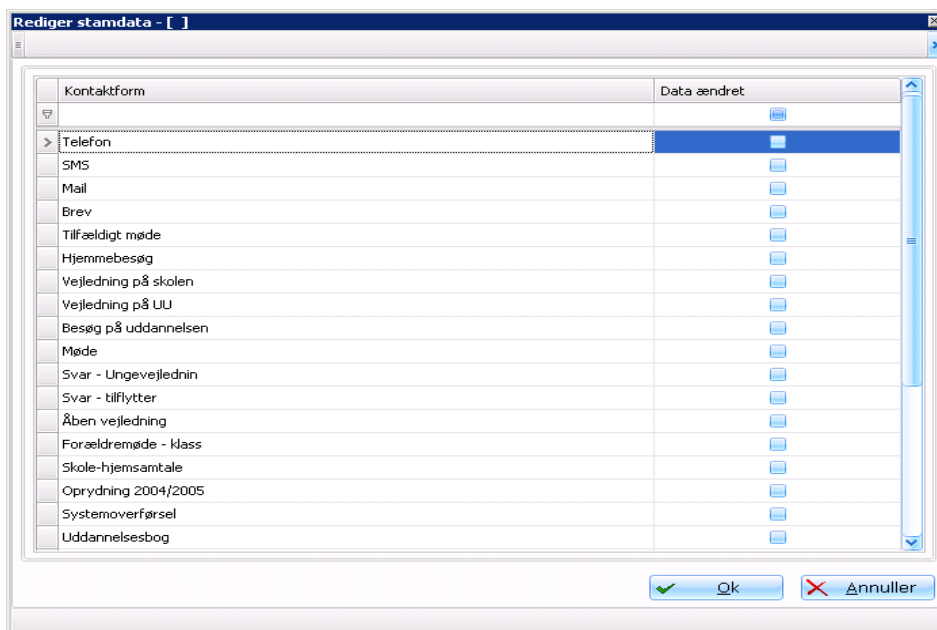 Rediger stamdata - [ ]
Kontaktform Data ændret
Telefon
SMS
Mail
Brev
Tilfældigt møde
Hjemmebesøg
Vejledning på skolen
Vejledning på UU
Besøg på uddannelsen
Møde
Svar - Ungevejlednin
Svar - tilflytter
Åben vejledning
Forældremøde - klass
Skole-hjemsamtale
Oprydning 2004/2005
Systemoverførsel
Uddannelsesbog
Ok Annuller